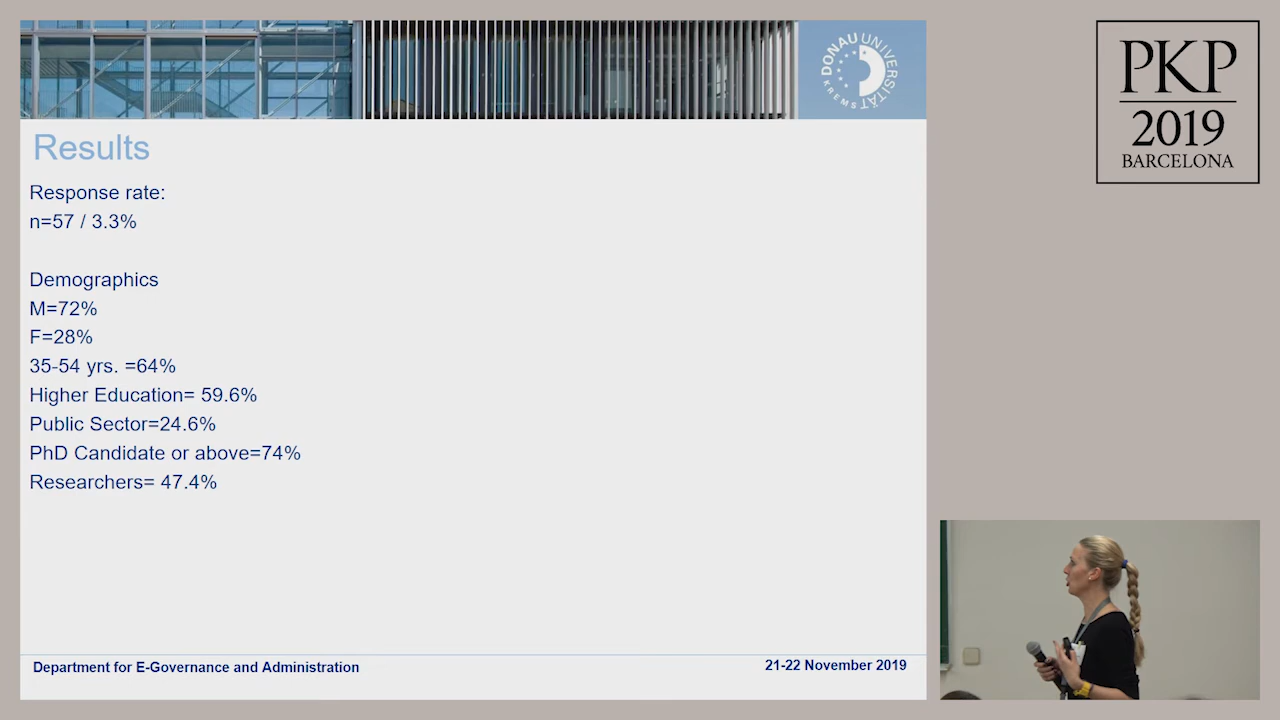 DONAU UNIVERSITÄT KREMS
PKP
2019
BARCELONA
Results
Response rate:
n=57 / 3.3%
Demographics
M=72%
F=28%
35-54 yrs. =64%
Higher Education= 59.6%
Public Sector=24.6%
PhD Candidate or above=74%
Researchers= 47.4%
Department for E-Governance and Administration
21-22 November 2019